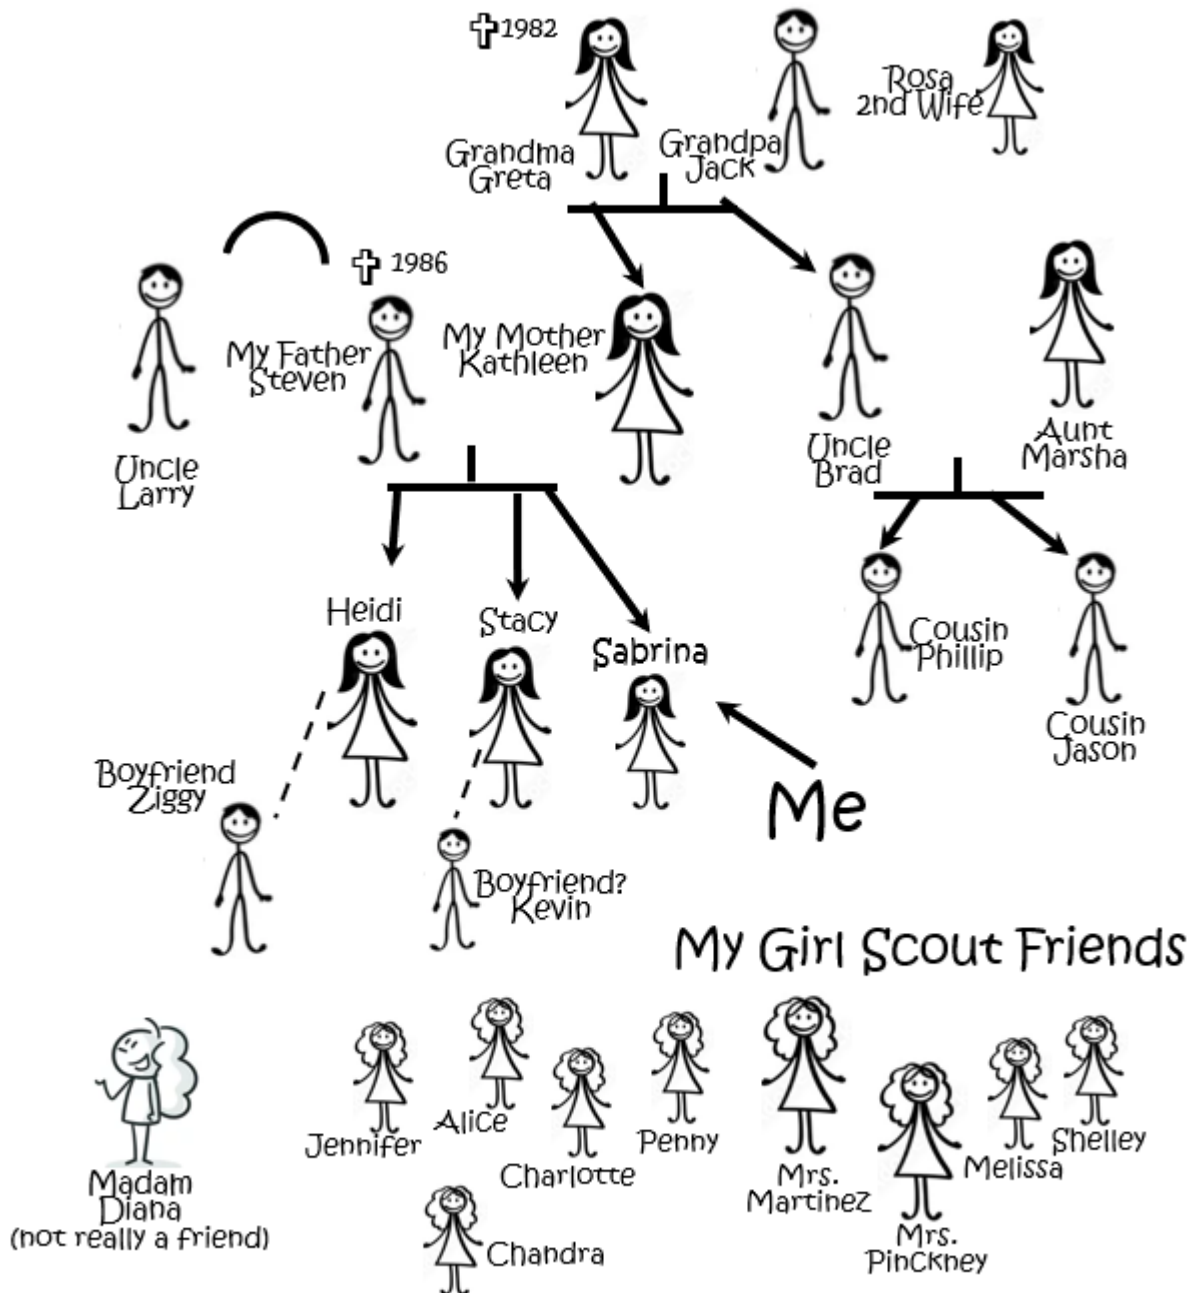 ✞1982
Rosa
2nd Wife
Grandma
Greta
Grandpa
Jack
✞ 1986
My Father
Steven
My Mother
Kathleen
Uncle
Larry
Uncle
Brad
Aunt
Marsha
Heidi
Stacy
Sabrina
Cousin
Phillip
Cousin
Jason
Boyfriend
Ziggy
Me
Boyfriend?
Kevin
My Girl Scout Friends
Jennifer
Alice
Charlotte
Penny
Mrs.
Martinez
Melissa
Shelley
Madam
Diana
(not really a friend)
Chandra
Mrs.
Pinckney